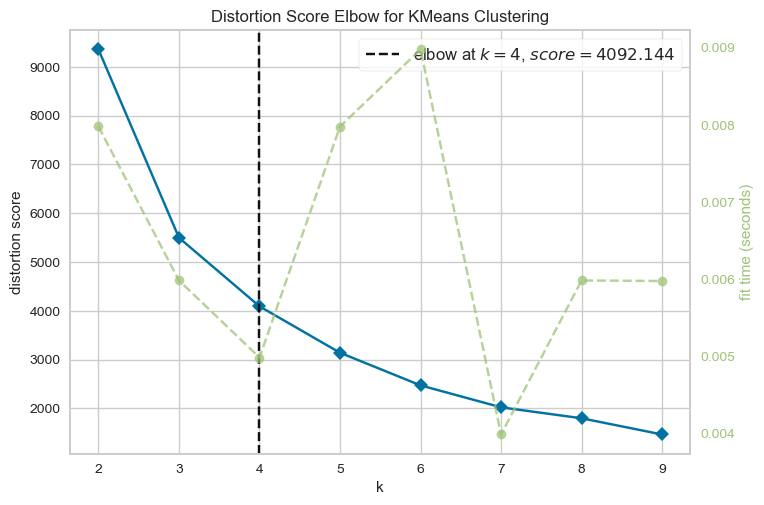 Distortion Score Elbow for KMeans Clustering
elbow at k = 4, score = 4092.144
distortion score
9000
8000
7000
6000
5000
4000
3000
2000
0.009
0.008
0.007
0.006
0.005
0.004
fit time (seconds)
2 3 4 5 6 7 8 9
k